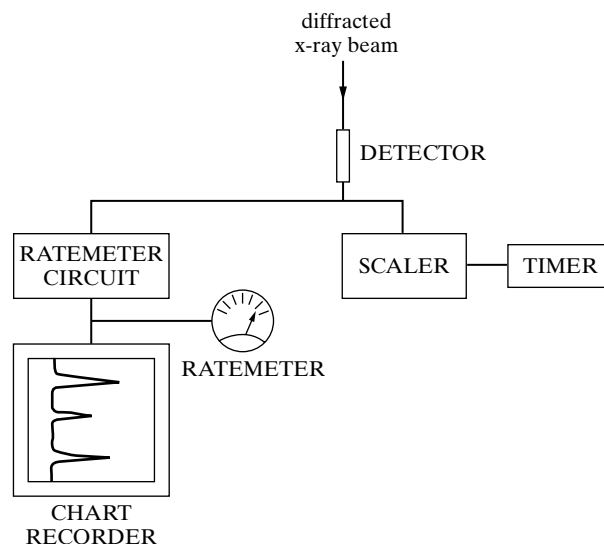 diffracted
x-ray beam
DETECTOR
RATEMETER
CIRCUIT
SCALER
TIMER
RATEMETER
CHART
RECORDER